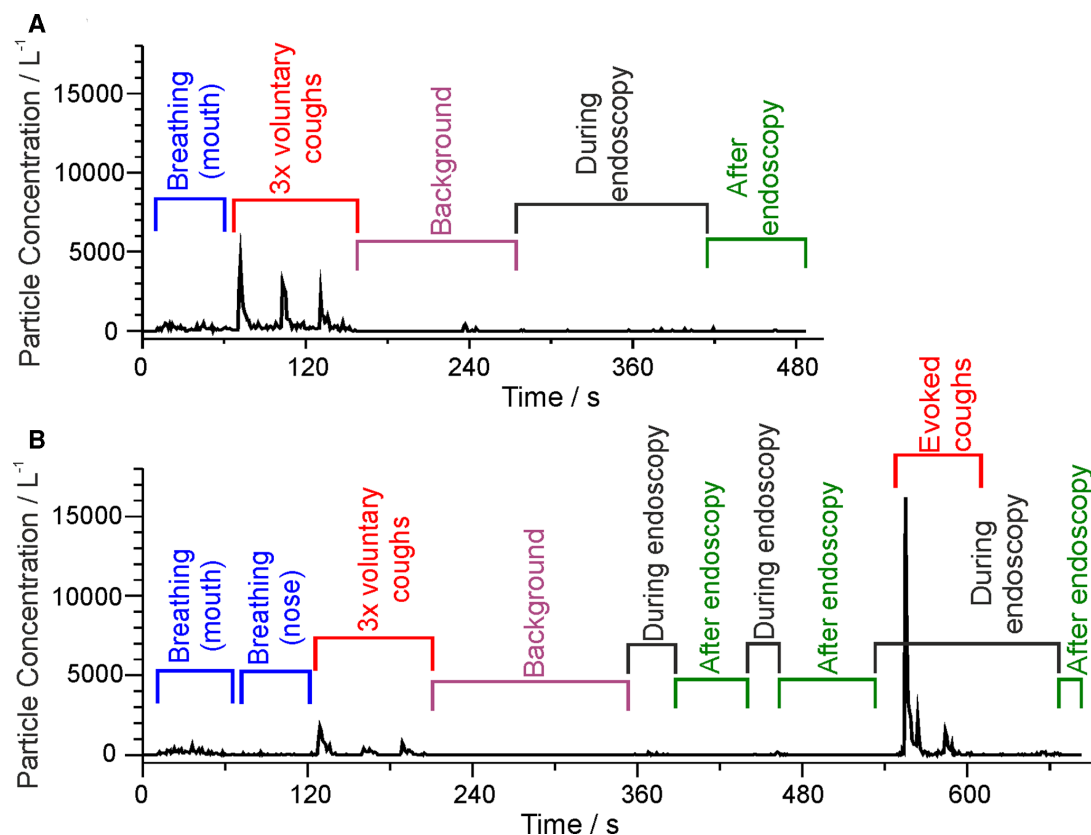 A
Particle Concentration / L⁻¹
15000
10000
5000
0
Breathing
(mouth)
3x voluntary
coughs
Background
During
endoscopy
After
endoscopy
0 120 240 360 480
Time / s
B
Particle Concentration / L⁻¹
15000
10000
5000
0
Breathing
(mouth)
Breathing
(nose)
3x voluntary
coughs
Background
During endoscopy
After endoscopy
During endoscopy
After endoscopy
Evoked
coughs
During
endoscopy
After endoscopy
0 120 240 360 480 600
Time / s